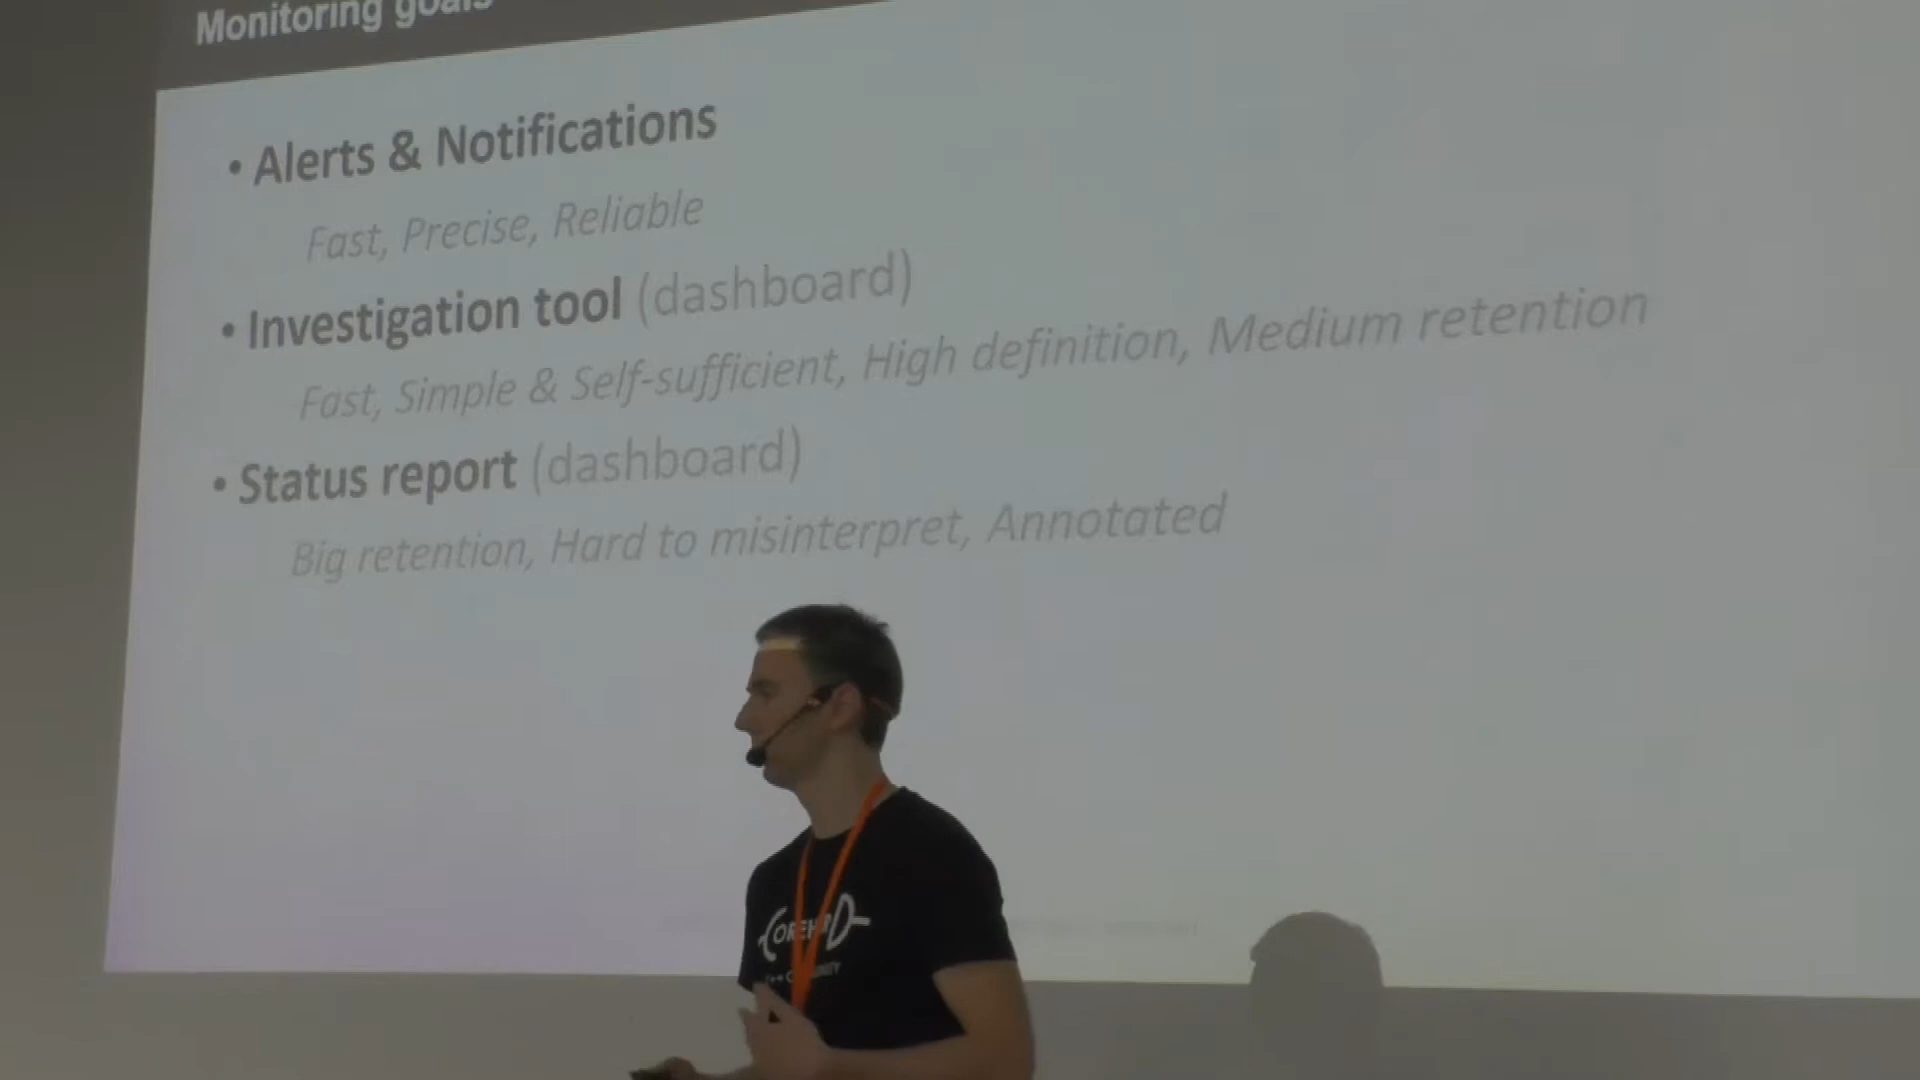 Monitoring goals
• Alerts & Notifications
Fast, Precise, Reliable
• Investigation tool (dashboard)
Fast, Simple & Self-sufficient, High definition, Medium retention
• Status report (dashboard)
Big retention, Hard to misinterpret, Annotated